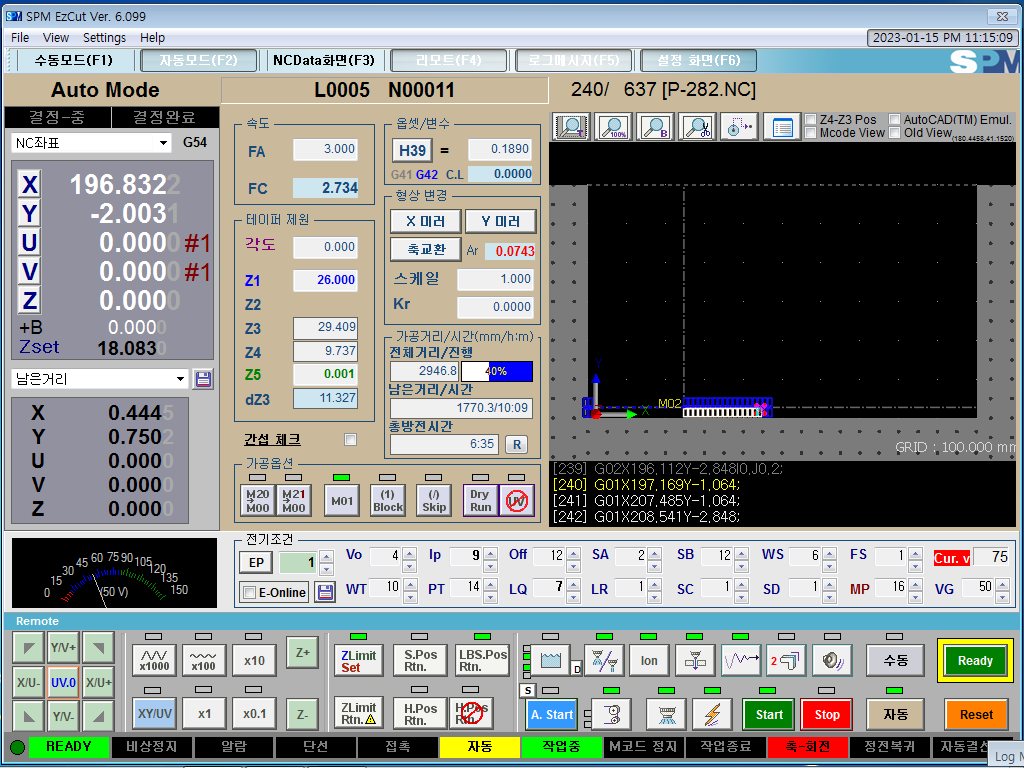 SPM EzCut Ver. 6.099
File View Settings Help
2023-01-15 PM 11:15:09
수동모드(F1) 자동모드(F2) NCData화면(F3) 리모트(F4) 로그메시지(F5) 설정 화면(F6)
SPM
Auto Mode
L0005 N00011
240/ 637 [P-282.NC]
결정-중 결정완료
NC좌표 G54
X 196.8322
Y -2.0031
U 0.0000 #1
V 0.0000 #1
Z 0.0000
+B 0.0000
Zset 18.0830
남은거리
X 0.4445
Y 0.7502
U 0.0000
V 0.0000
Z 0.0000
속도
FA 3.000
FC 2.734
테이퍼 제원
각도 0.000
Z1 26.000
Z2
Z3 29.409
Z4 9.737
Z5 0.001
dZ3 11.327
간섭 체크
옵셋/변수
H39 = 0.1890
G41 G42 C.L 0.0000
형상 변경
X 미러 Y 미러
축교환 Ar 0.0743
스케일 1.000
Kr 0.0000
가공거리/시간(mm/h:m)
전체거리/진행
2946.8 40%
남은거리/시간
1770.3/10:09
총방전시간
6:35 R
가공옵션
M20 M00 M21 M00 M01 (1) Block (/) Skip Dry Run UV
100% B
Z4-Z3 Pos AutoCAD(TM) Emul.
Mcode View Old View
(180.4458,41.1520)
Y
M02
X
GRID : 100.000 mm
[239] G02X196,112Y-2,848I0,J0,2;
[240] G01X197,169Y-1,064;
[241] G01X207,485Y-1,064;
[242] G01X208,541Y-2,848;
0 15 30 45 60 75 90 105 120 135 150
(50 V)
전기조건
EP 1 Vo 4 Ip 9 Off 12 SA 2 SB 12 WS 6 FS 1 Cur. v 75
E-Online WT 10 PT 14 LQ 7 LR 1 SC 1 SD 1 MP 16 VG 50
Remote
Y/V+
X/U- UV.0 X/U+
Y/V-
x1000 x100 x10 Z+
XY/UV x1 x0.1 Z-
ZLimit Set S.Pos Rtn. LBS.Pos Rtn.
ZLimit Rtn. H.Pos Rtn. H.Pos Rtn.
D Ion 2 수동 Ready
S
A. Start Start Stop 자동 Reset
READY 비상정지 알람 단선 접촉 자동 작업중 M코드 정지 작업종료 축-회전 정전복귀 자동결선
Log M